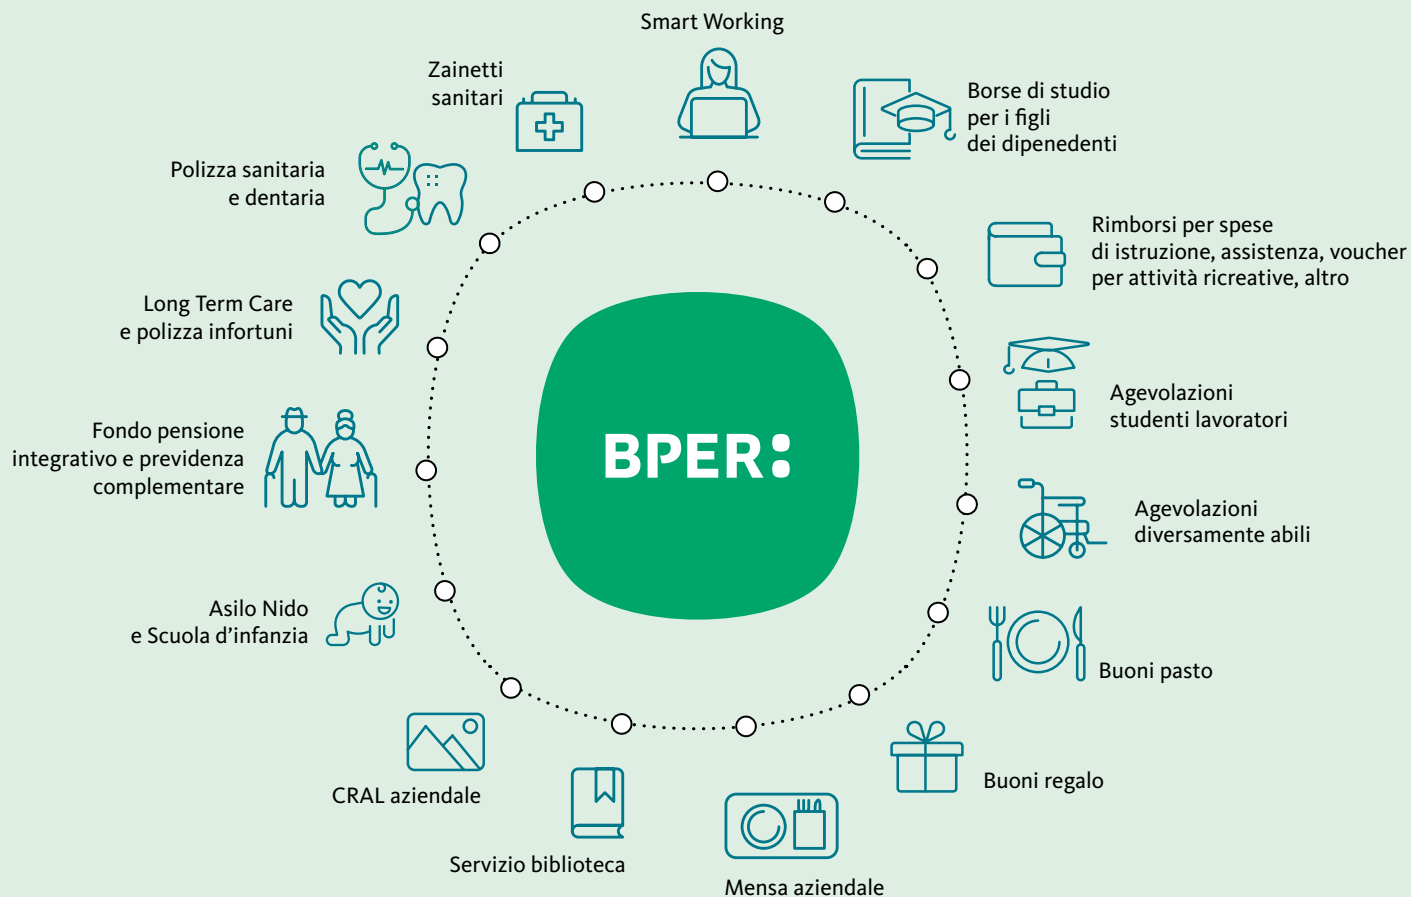 Smart Working
Zainetti
sanitari
Borse di studio
per i figli
dei dipenedenti
Polizza sanitaria
e dentaria
Rimborsi per spese
di istruzione, assistenza, voucher
per attività ricreative, altro
Long Term Care
e polizza infortuni
Agevolazioni
studenti lavoratori
Fondo pensione
integrativo e previdenza
complementare
BPER:
Agevolazioni
diversamente abili
Asilo Nido
e Scuola d'infanzia
Buoni pasto
CRAL aziendale
Buoni regalo
Servizio biblioteca
Mensa aziendale